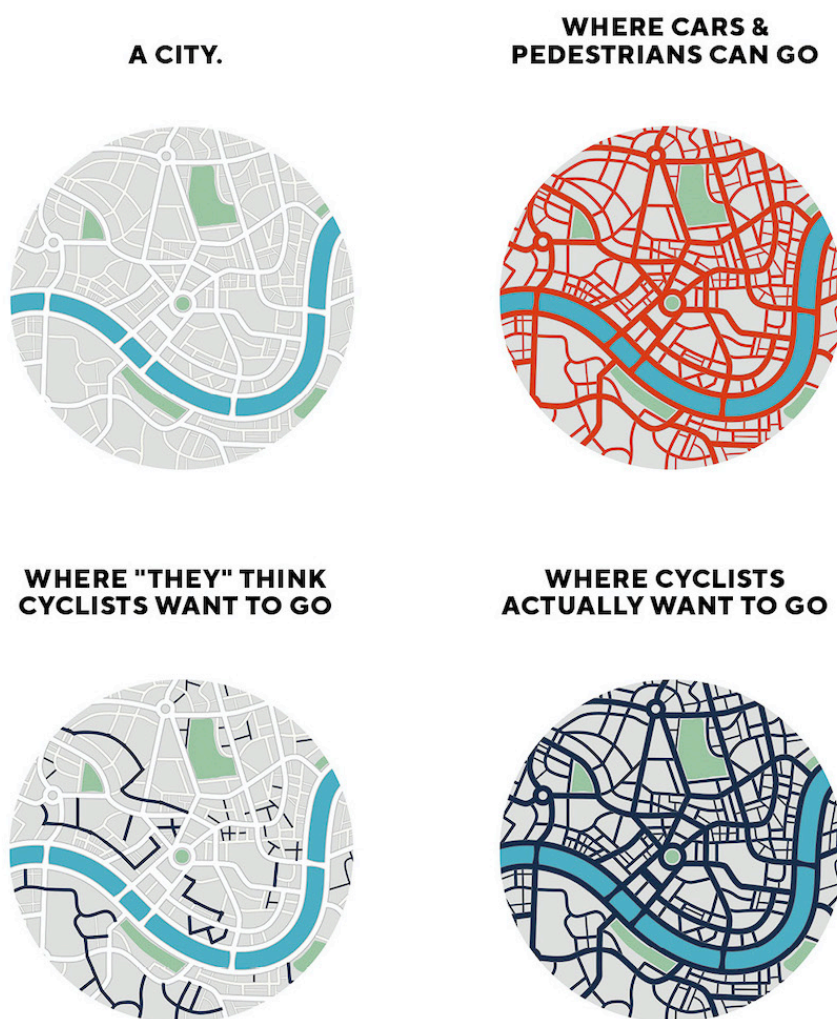 A CITY.
WHERE CARS &
PEDESTRIANS CAN GO
WHERE "THEY" THINK
CYCLISTS WANT TO GO
WHERE CYCLISTS
ACTUALLY WANT TO GO